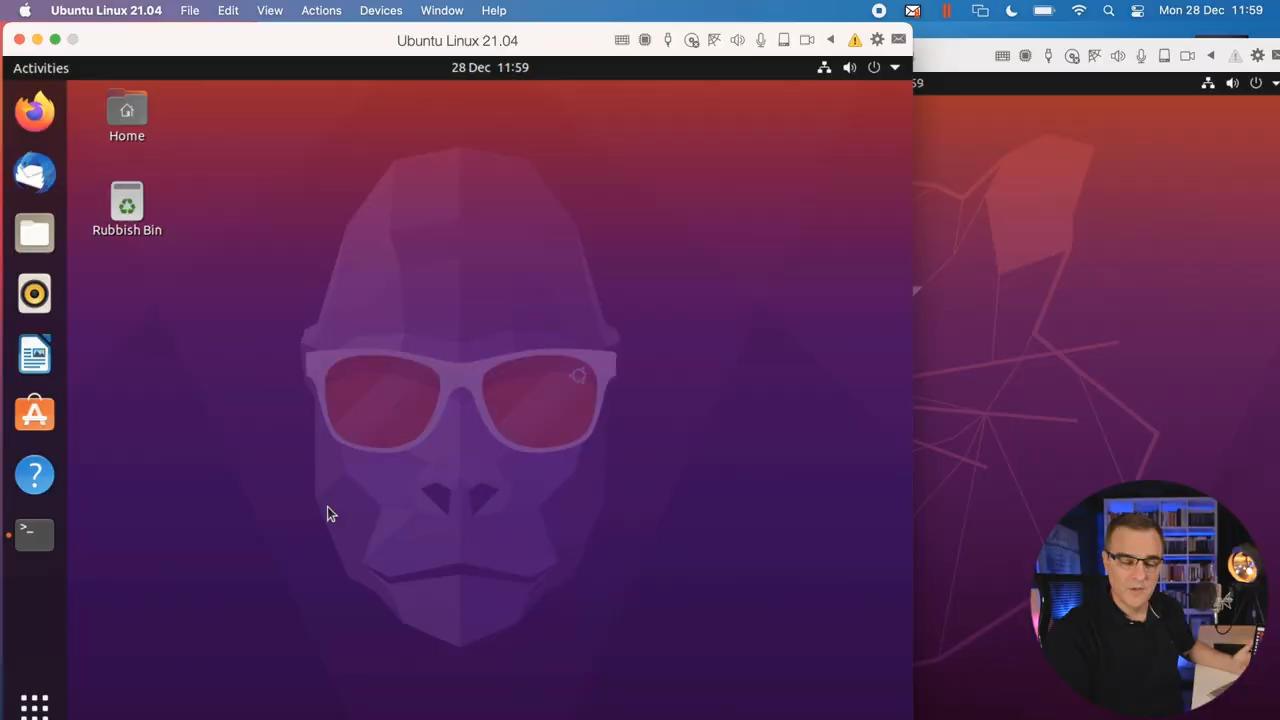 Ubuntu Linux 21.04 File Edit View Actions Devices Window Help Mon 28 Dec 11:59
Ubuntu Linux 21.04
Activities 28 Dec 11:59
59
Home
Rubbish Bin